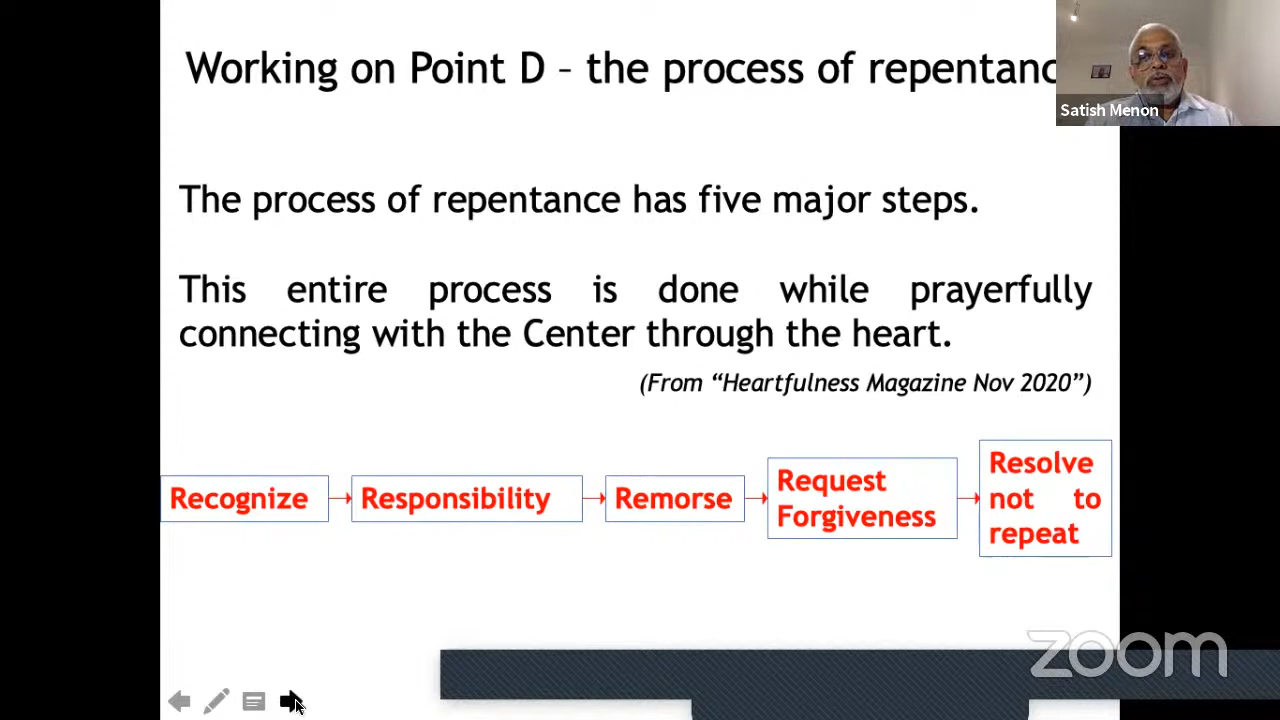 Working on Point D – the process of repentanc
Satish Menon
The process of repentance has five major steps.
This entire process is done while prayerfully
connecting with the Center through the heart.
(From “Heartfulness Magazine Nov 2020”)
Recognize
Responsibility
Remorse
Request
Forgiveness
Resolve
not to
repeat
zoom